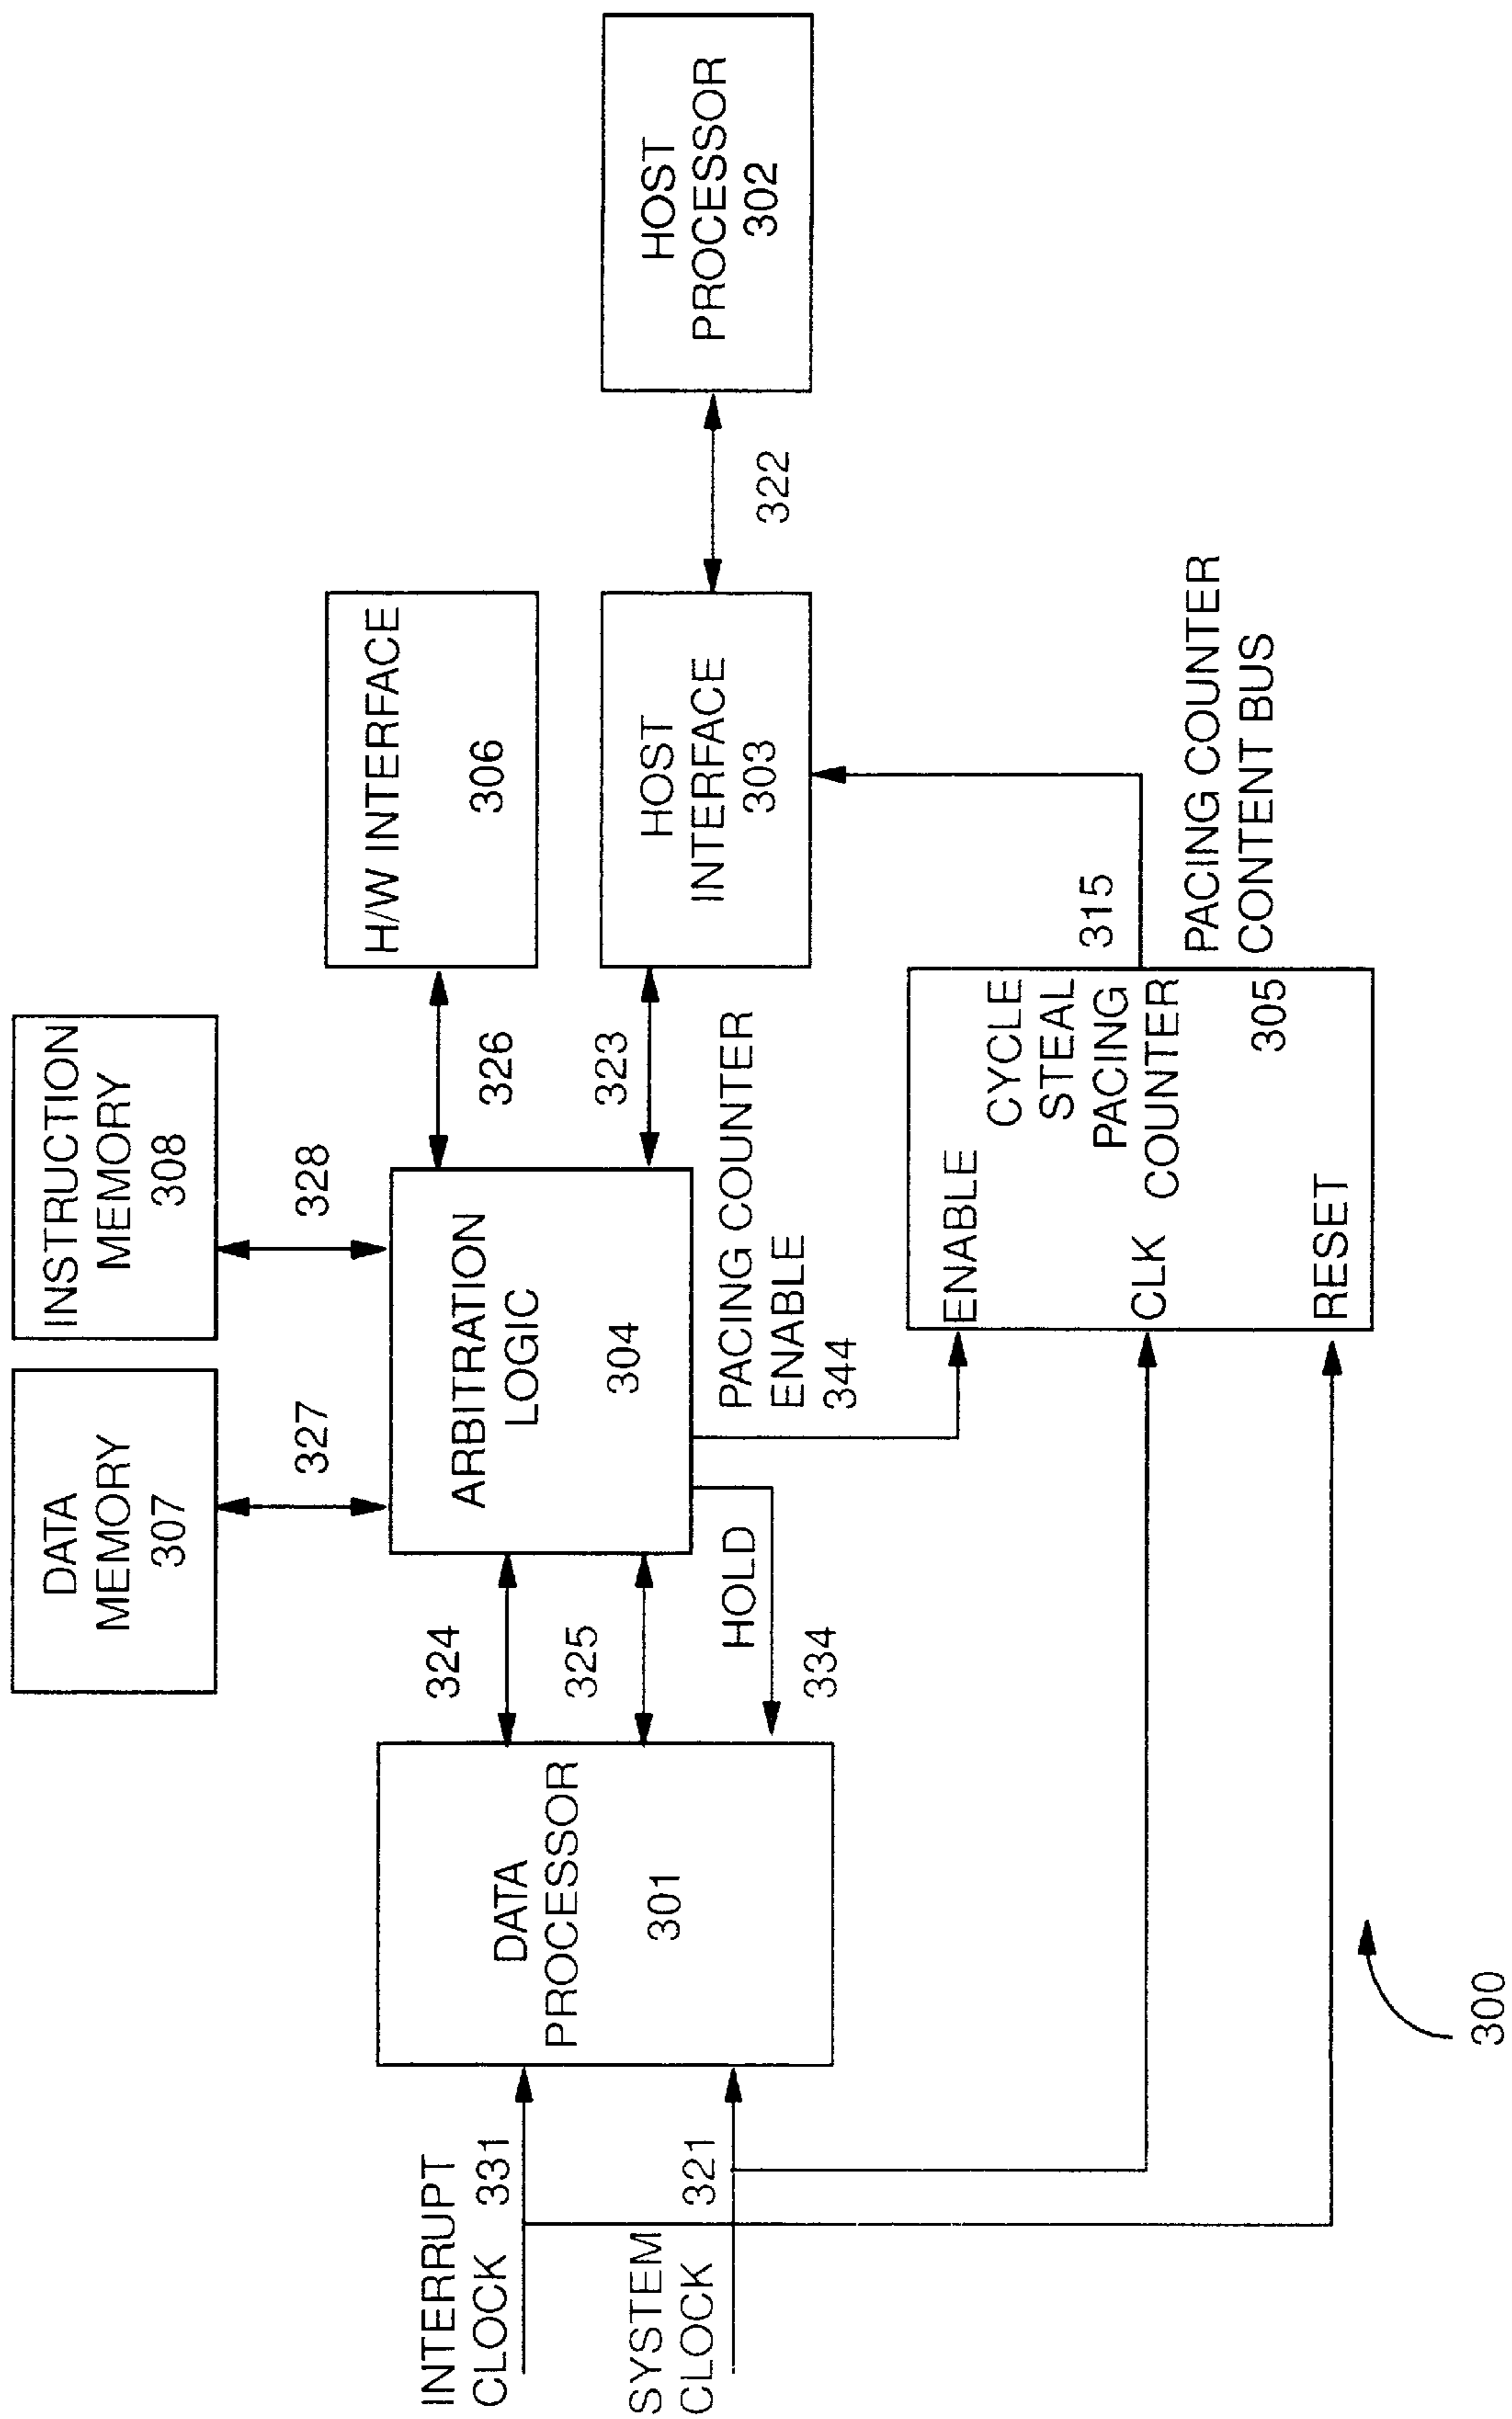 DATA
MEMORY
307
INSTRUCTION
MEMORY
308
327
328
INTERRUPT
CLOCK 331
SYSTEM
CLOCK
321
DATA
PROCESSOR
301
324
325
HOLD
334
ARBITRATION
LOGIC
304
326
323
H/W INTERFACE
306
HOST
INTERFACE
303
322
HOST
PROCESSOR
302
PACING COUNTER
ENABLE
344
ENABLE
CLK
RESET
CYCLE
STEAL
PACING
COUNTER
305
315
PACING COUNTER
CONTENT BUS
300